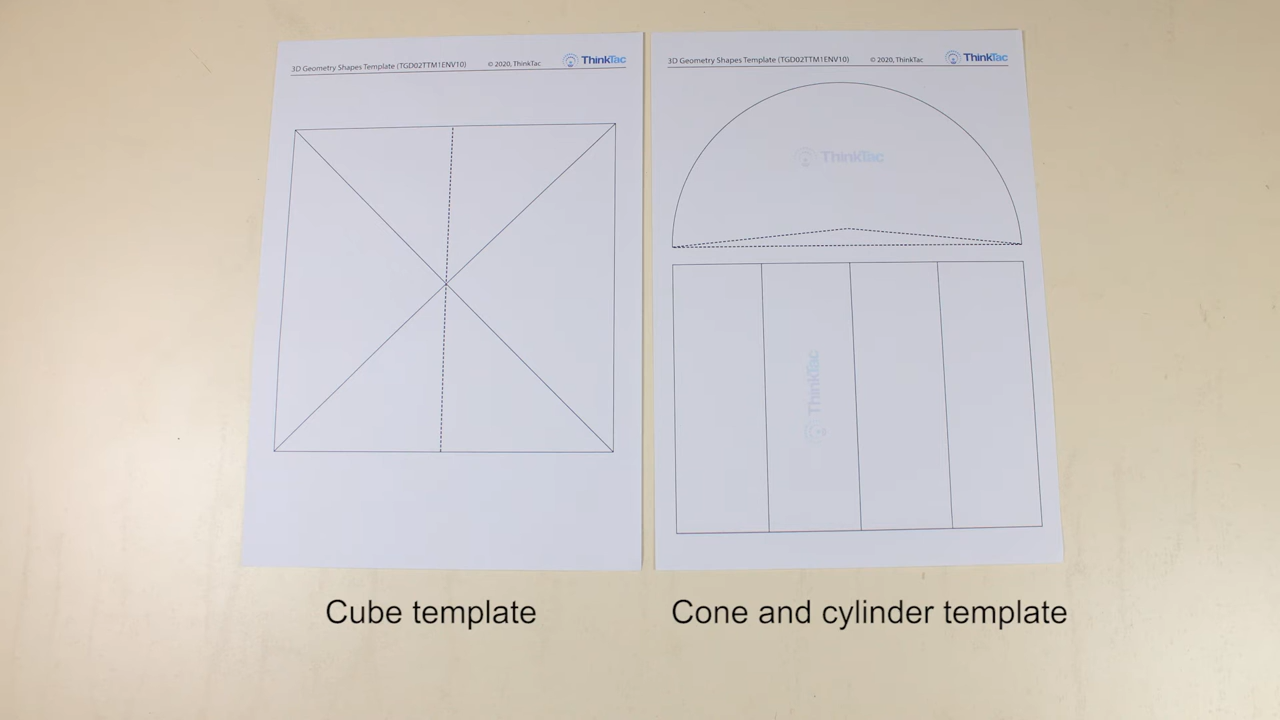 3D Geometry Shapes Template (TGD02TTM1ENV10) © 2020, ThinkTac ThinkTac
3D Geometry Shapes Template (TGD02TTM1ENV10) © 2020, ThinkTac ThinkTac
ThinkTac
ThinkTac
Cube template
Cone and cylinder template